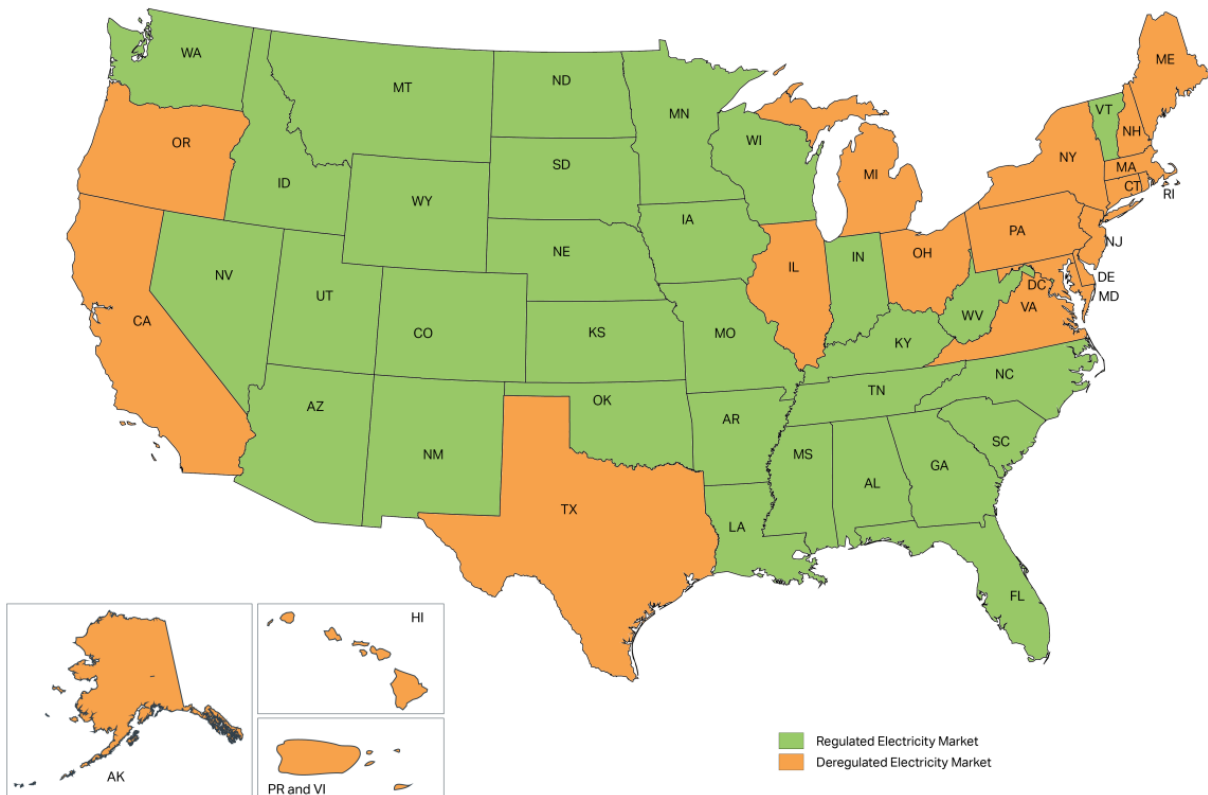 WA
MT
ND
MN
ME
VT
NH
OR
ID
SD
WI
NY
MA
MI
CT
RI
WY
IA
PA
NE
NJ
NV
UT
IL
IN
OH
DE
DC
MD
CA
CO
KS
MO
WV
VA
KY
NC
AZ
OK
TN
NM
AR
SC
MS
GA
AL
TX
LA
FL
HI
AK
PR and VI
Regulated Electricity Market
Deregulated Electricity Market